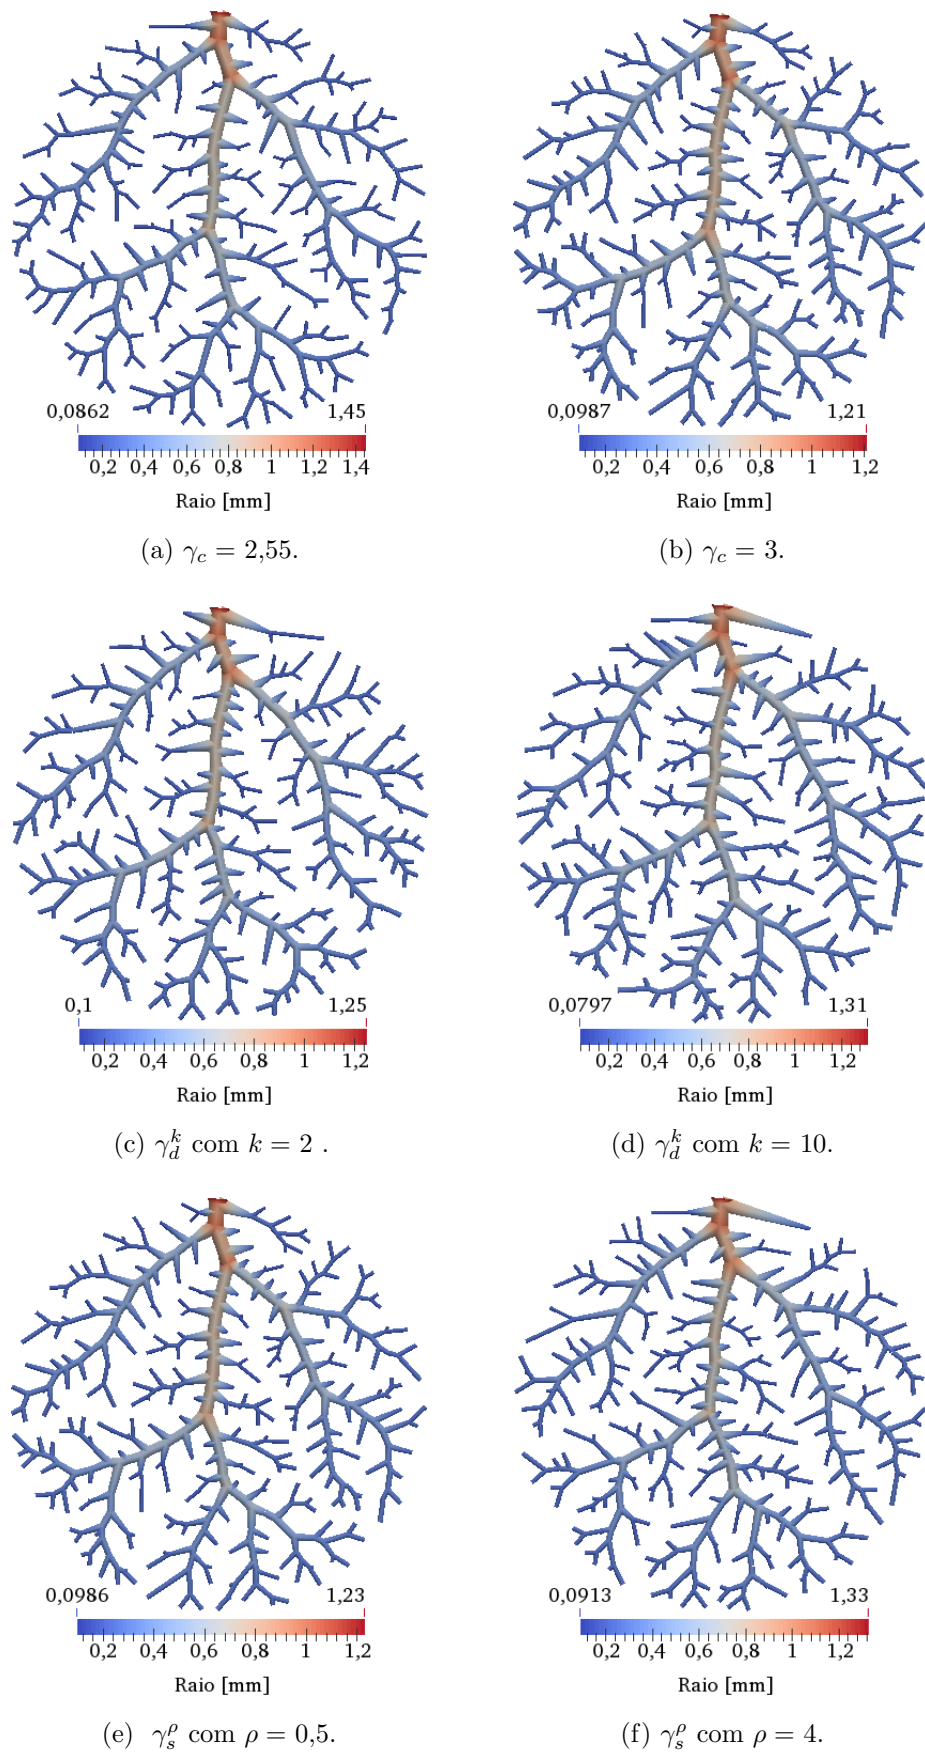 0,0862 1,45
0,2 0,4 0,6 0,8 1 1,2 1,4
Raio [mm]
(a) γ_c = 2,55.
0,0987 1,21
0,2 0,4 0,6 0,8 1 1,2
Raio [mm]
(b) γ_c = 3.
0,1 1,25
0,2 0,4 0,6 0,8 1 1,2
Raio [mm]
(c) γ_d^k com k = 2 .
0,0797 1,31
0,2 0,4 0,6 0,8 1 1,2
Raio [mm]
(d) γ_d^k com k = 10.
0,0986 1,23
0,2 0,4 0,6 0,8 1 1,2
Raio [mm]
(e) γ_s^ρ com ρ = 0,5.
0,0913 1,33
0,2 0,4 0,6 0,8 1 1,2
Raio [mm]
(f) γ_s^ρ com ρ = 4.